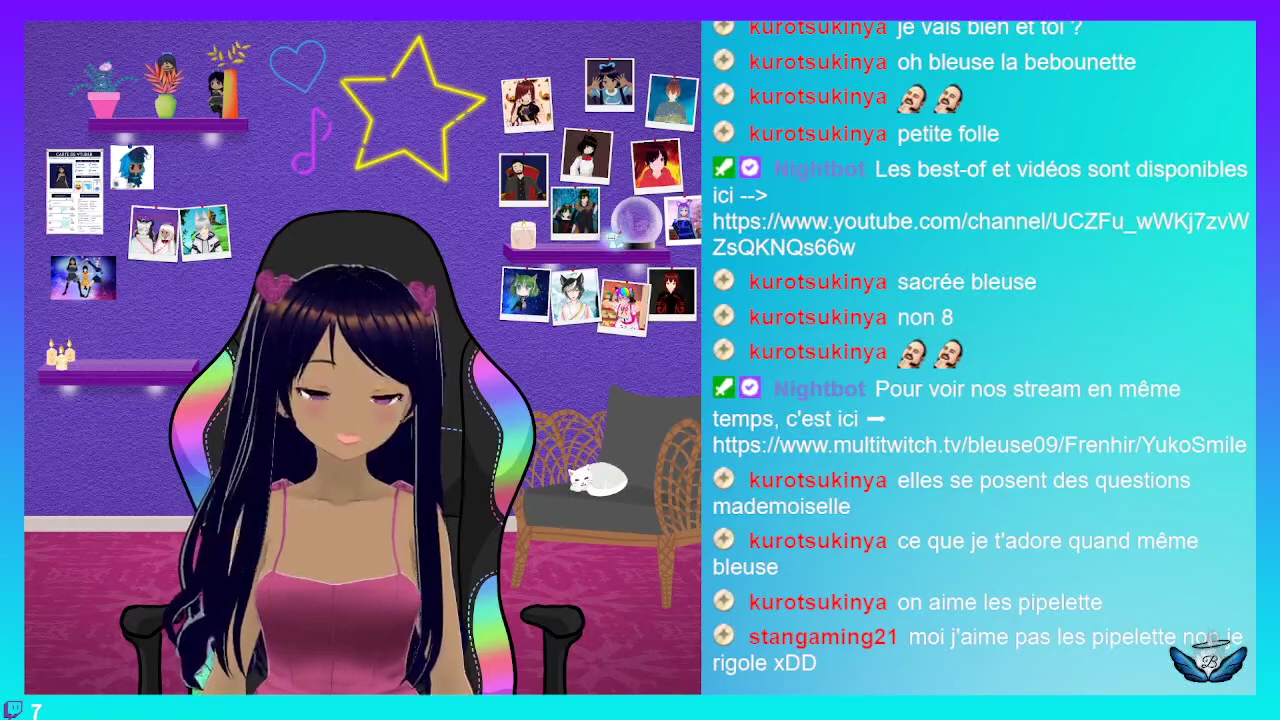 kurotsukinya je vais bien et toi ?
kurotsukinya oh bleuse la bebounette
kurotsukinya
kurotsukinya petite folle
Nightbot Les best-of et vidéos sont disponibles
ici -->
https://www.youtube.com/channel/UCZFu_wWKj7zvW
ZsQKNQs66w
kurotsukinya sacrée bleuse
kurotsukinya non 8
kurotsukinya
Nightbot Pour voir nos stream en même
temps, c'est ici ➡
https://www.multitwitch.tv/bleuse09/Frenhir/YukoSmile
kurotsukinya elles se posent des questions
mademoiselle
kurotsukinya ce que je t'adore quand même
bleuse
kurotsukinya on aime les pipelette
stangaming21 moi j'aime pas les pipelette non je
rigole xDD
CARTE DE VTUBER
B
7